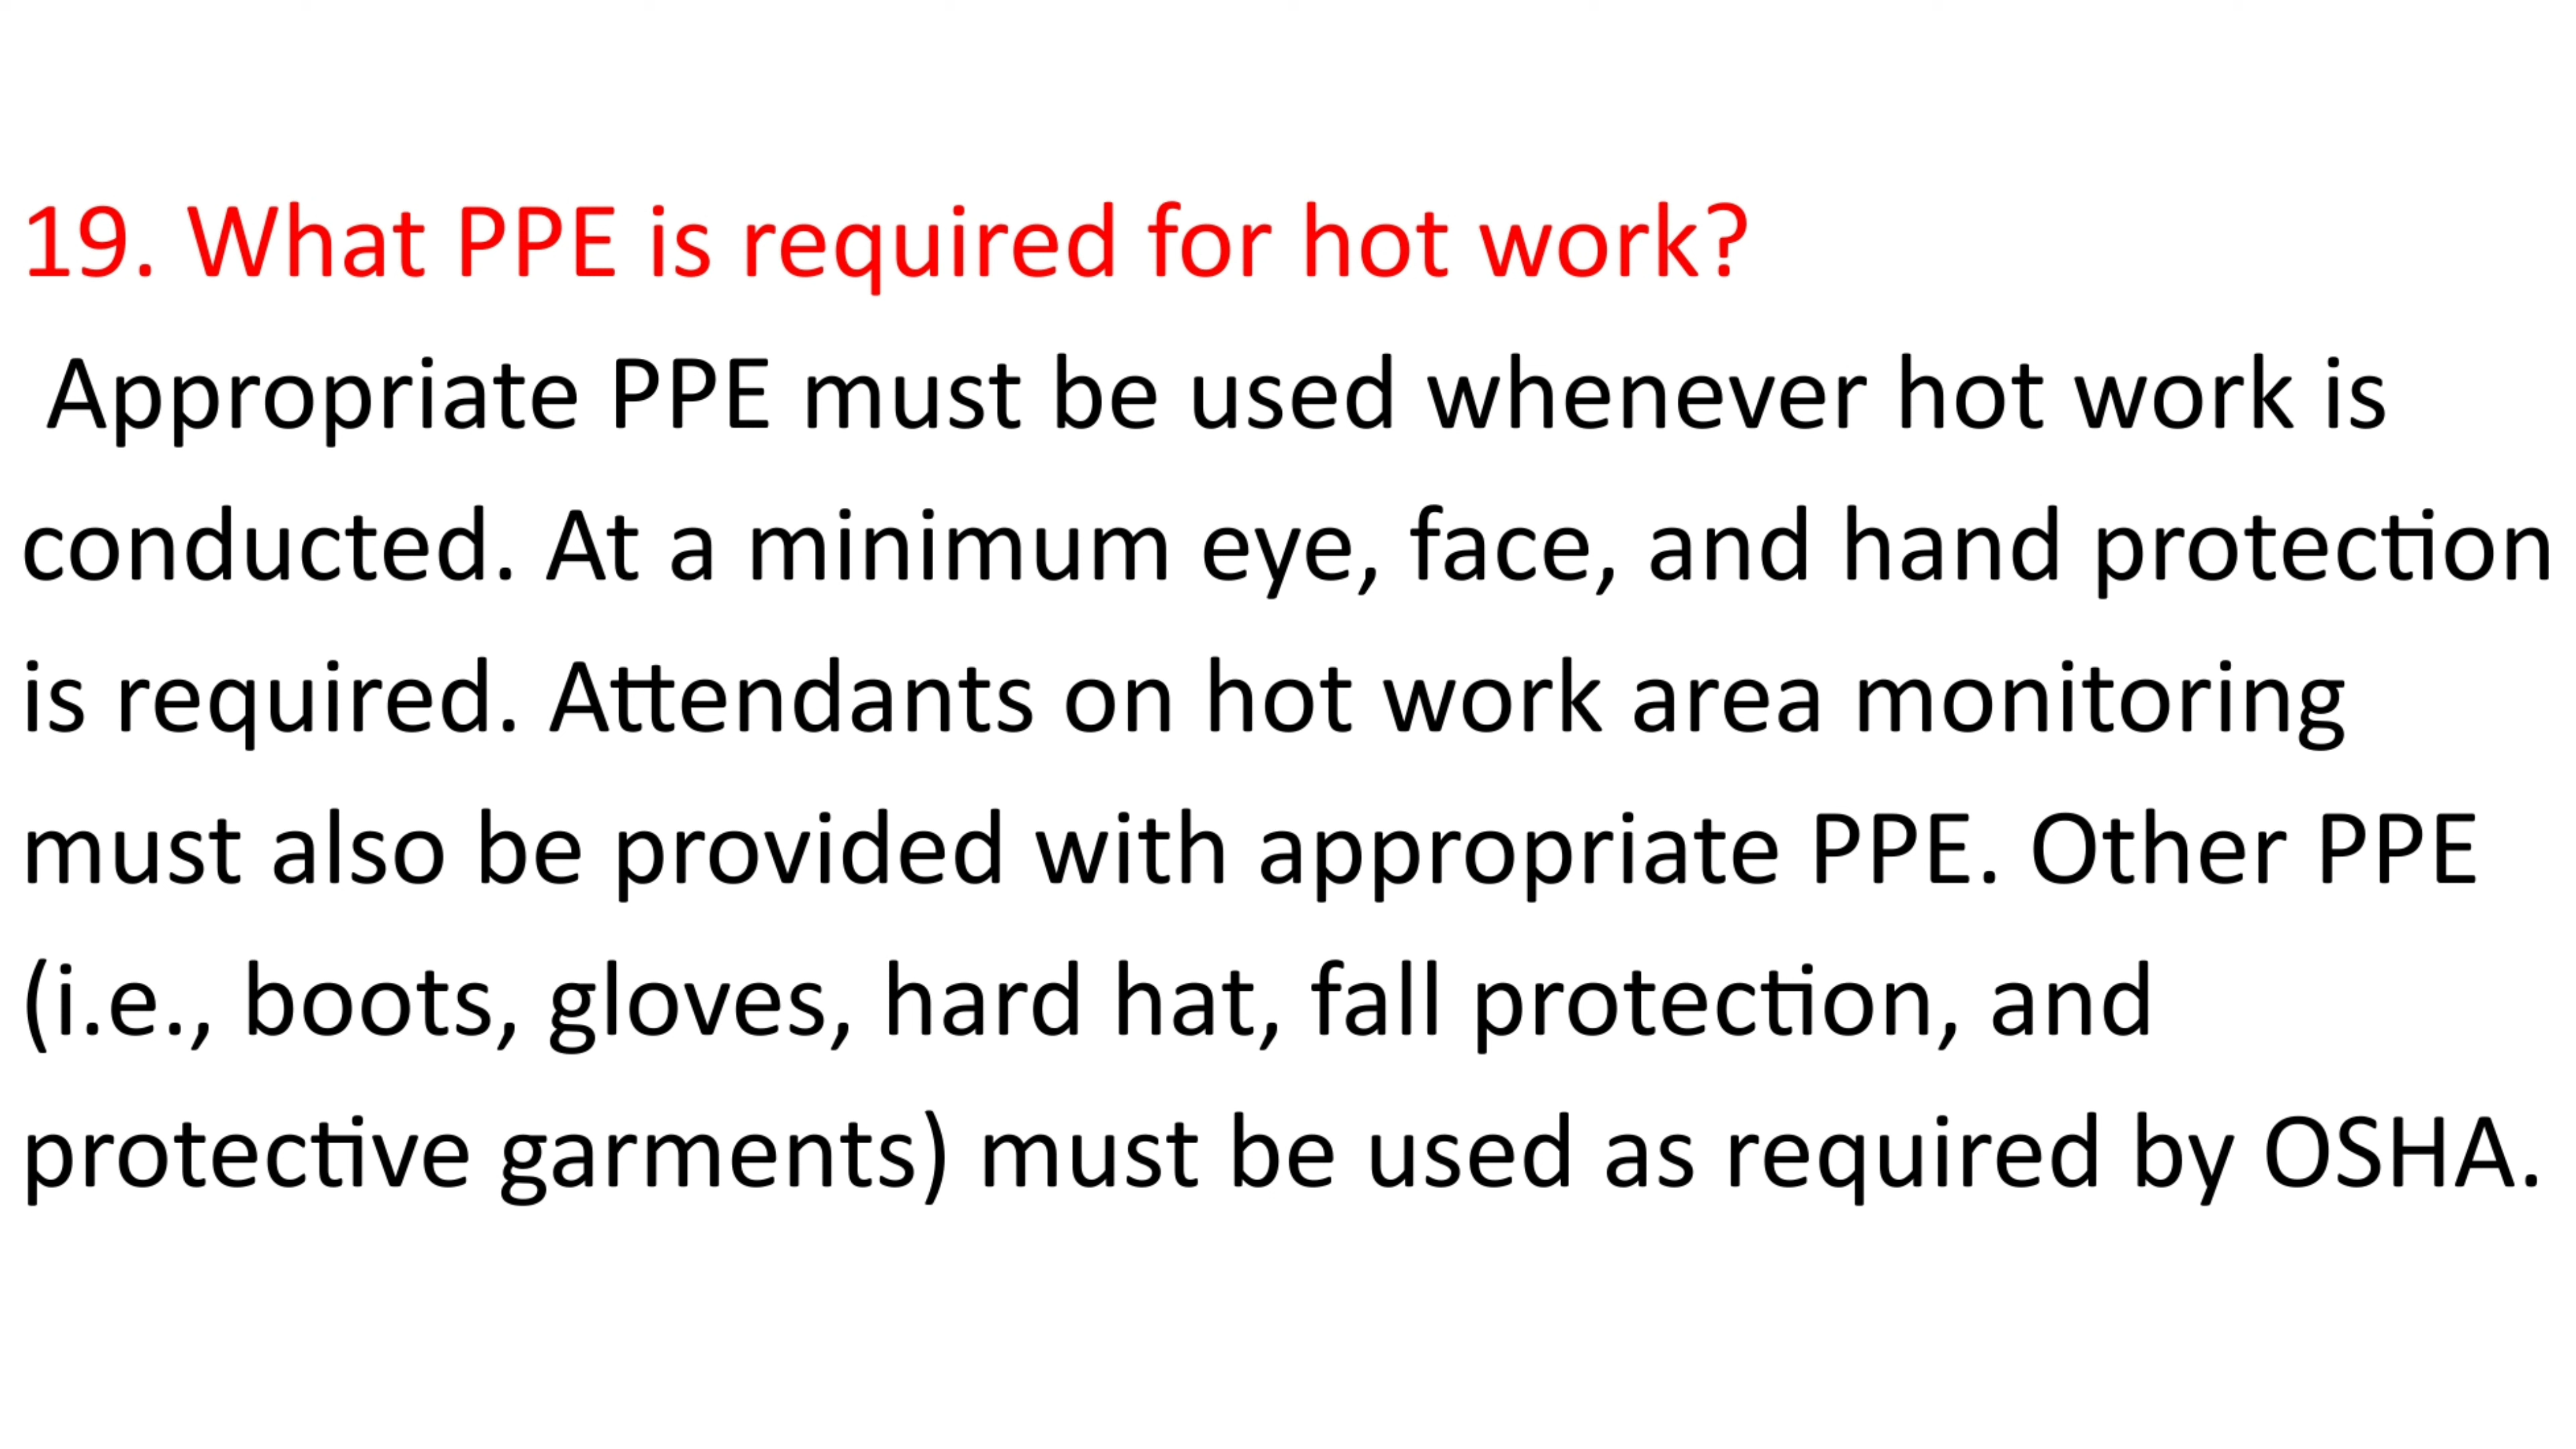 19. What PPE is required for hot work?
Appropriate PPE must be used whenever hot work is
conducted. At a minimum eye, face, and hand protection
is required. Attendants on hot work area monitoring
must also be provided with appropriate PPE. Other PPE
(i.e., boots, gloves, hard hat, fall protection, and
protective garments) must be used as required by OSHA.